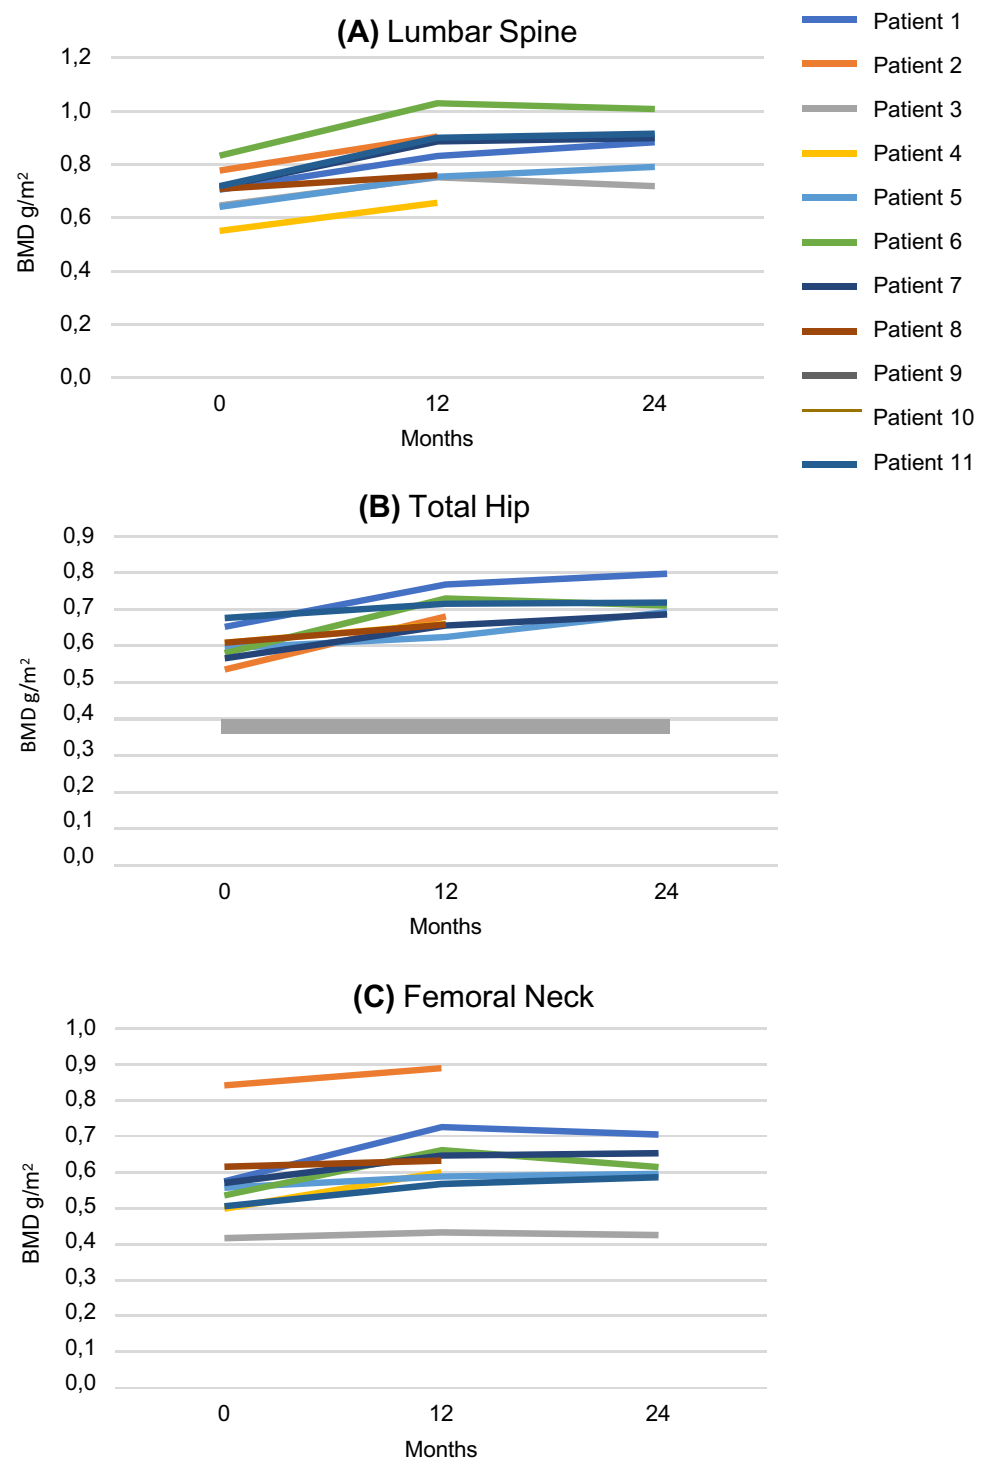 (A) Lumbar Spine
1,2
1,0
0,8
0,6
0,4
0,2
0,0
BMD g/m²
0 12 24
Months
Patient 1
Patient 2
Patient 3
Patient 4
Patient 5
Patient 6
Patient 7
Patient 8
Patient 9
Patient 10
Patient 11
(B) Total Hip
0,9
0,8
0,7
0,6
0,5
0,4
0,3
0,2
0,1
0,0
BMD g/m²
0 12 24
Months
(C) Femoral Neck
1,0
0,9
0,8
0,7
0,6
0,5
0,4
0,3
0,2
0,1
0,0
BMD g/m²
0 12 24
Months